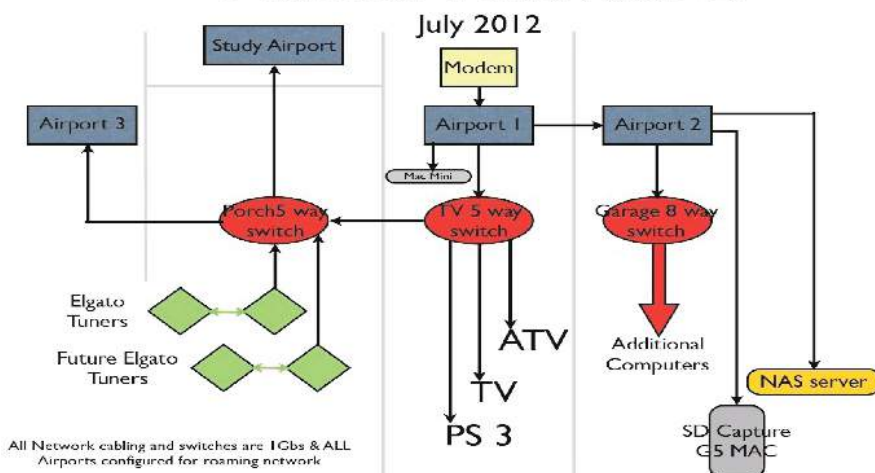 July 2012
Study Airport
Modem
Airport 3
Airport 1
Airport 2
Mac Mini
Porch5 way
switch
TV 5 way
switch
Garage 8 way
switch
Elgato
Tuners
Future Elgato
Tuners
ATV
TV
PS 3
Additional
Computers
NAS server
SD Capture
G5 MAC
All Network cabling and switches are 1Gbs & ALL
Airports configured for roaming network